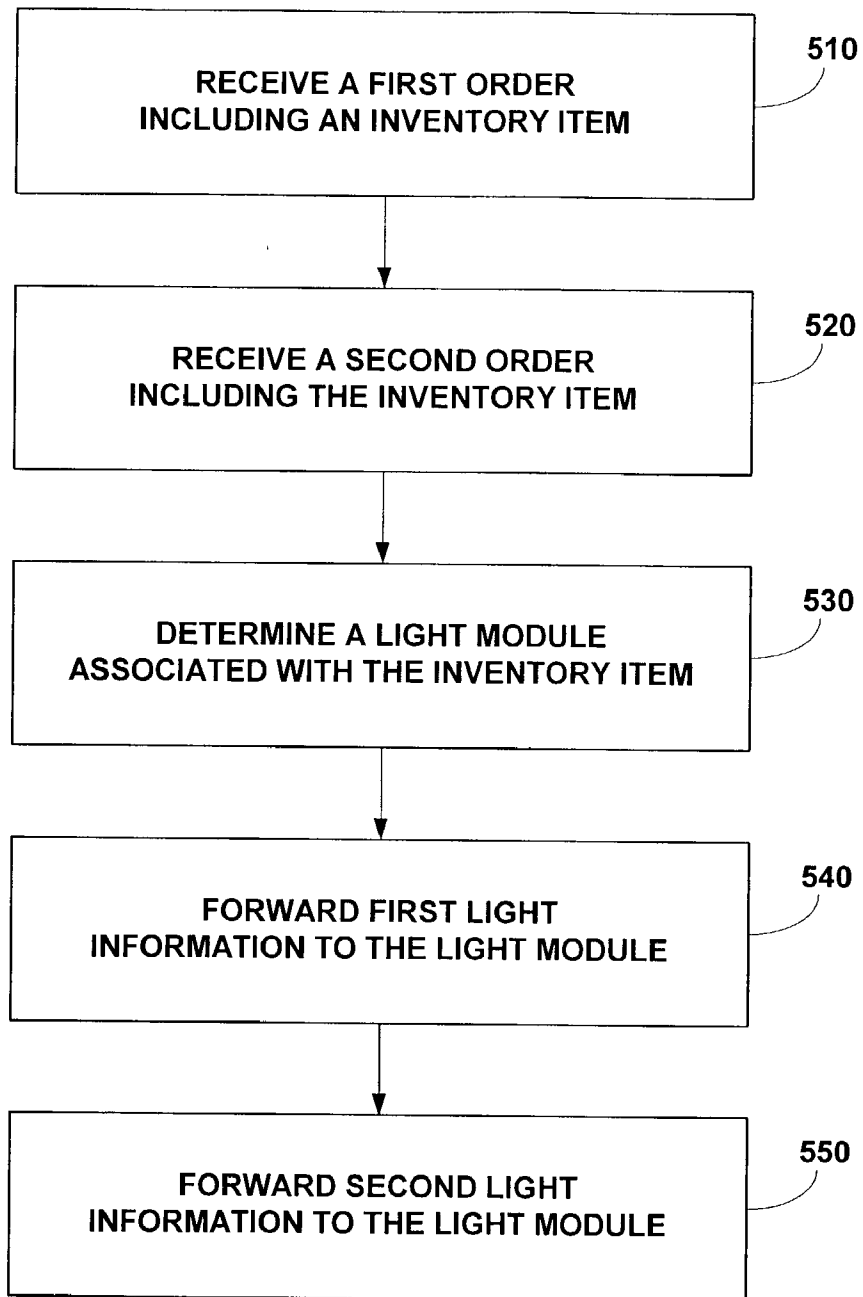 510
RECEIVE A FIRST ORDER
INCLUDING AN INVENTORY ITEM
520
RECEIVE A SECOND ORDER
INCLUDING THE INVENTORY ITEM
530
DETERMINE A LIGHT MODULE
ASSOCIATED WITH THE INVENTORY ITEM
540
FORWARD FIRST LIGHT
INFORMATION TO THE LIGHT MODULE
550
FORWARD SECOND LIGHT
INFORMATION TO THE LIGHT MODULE